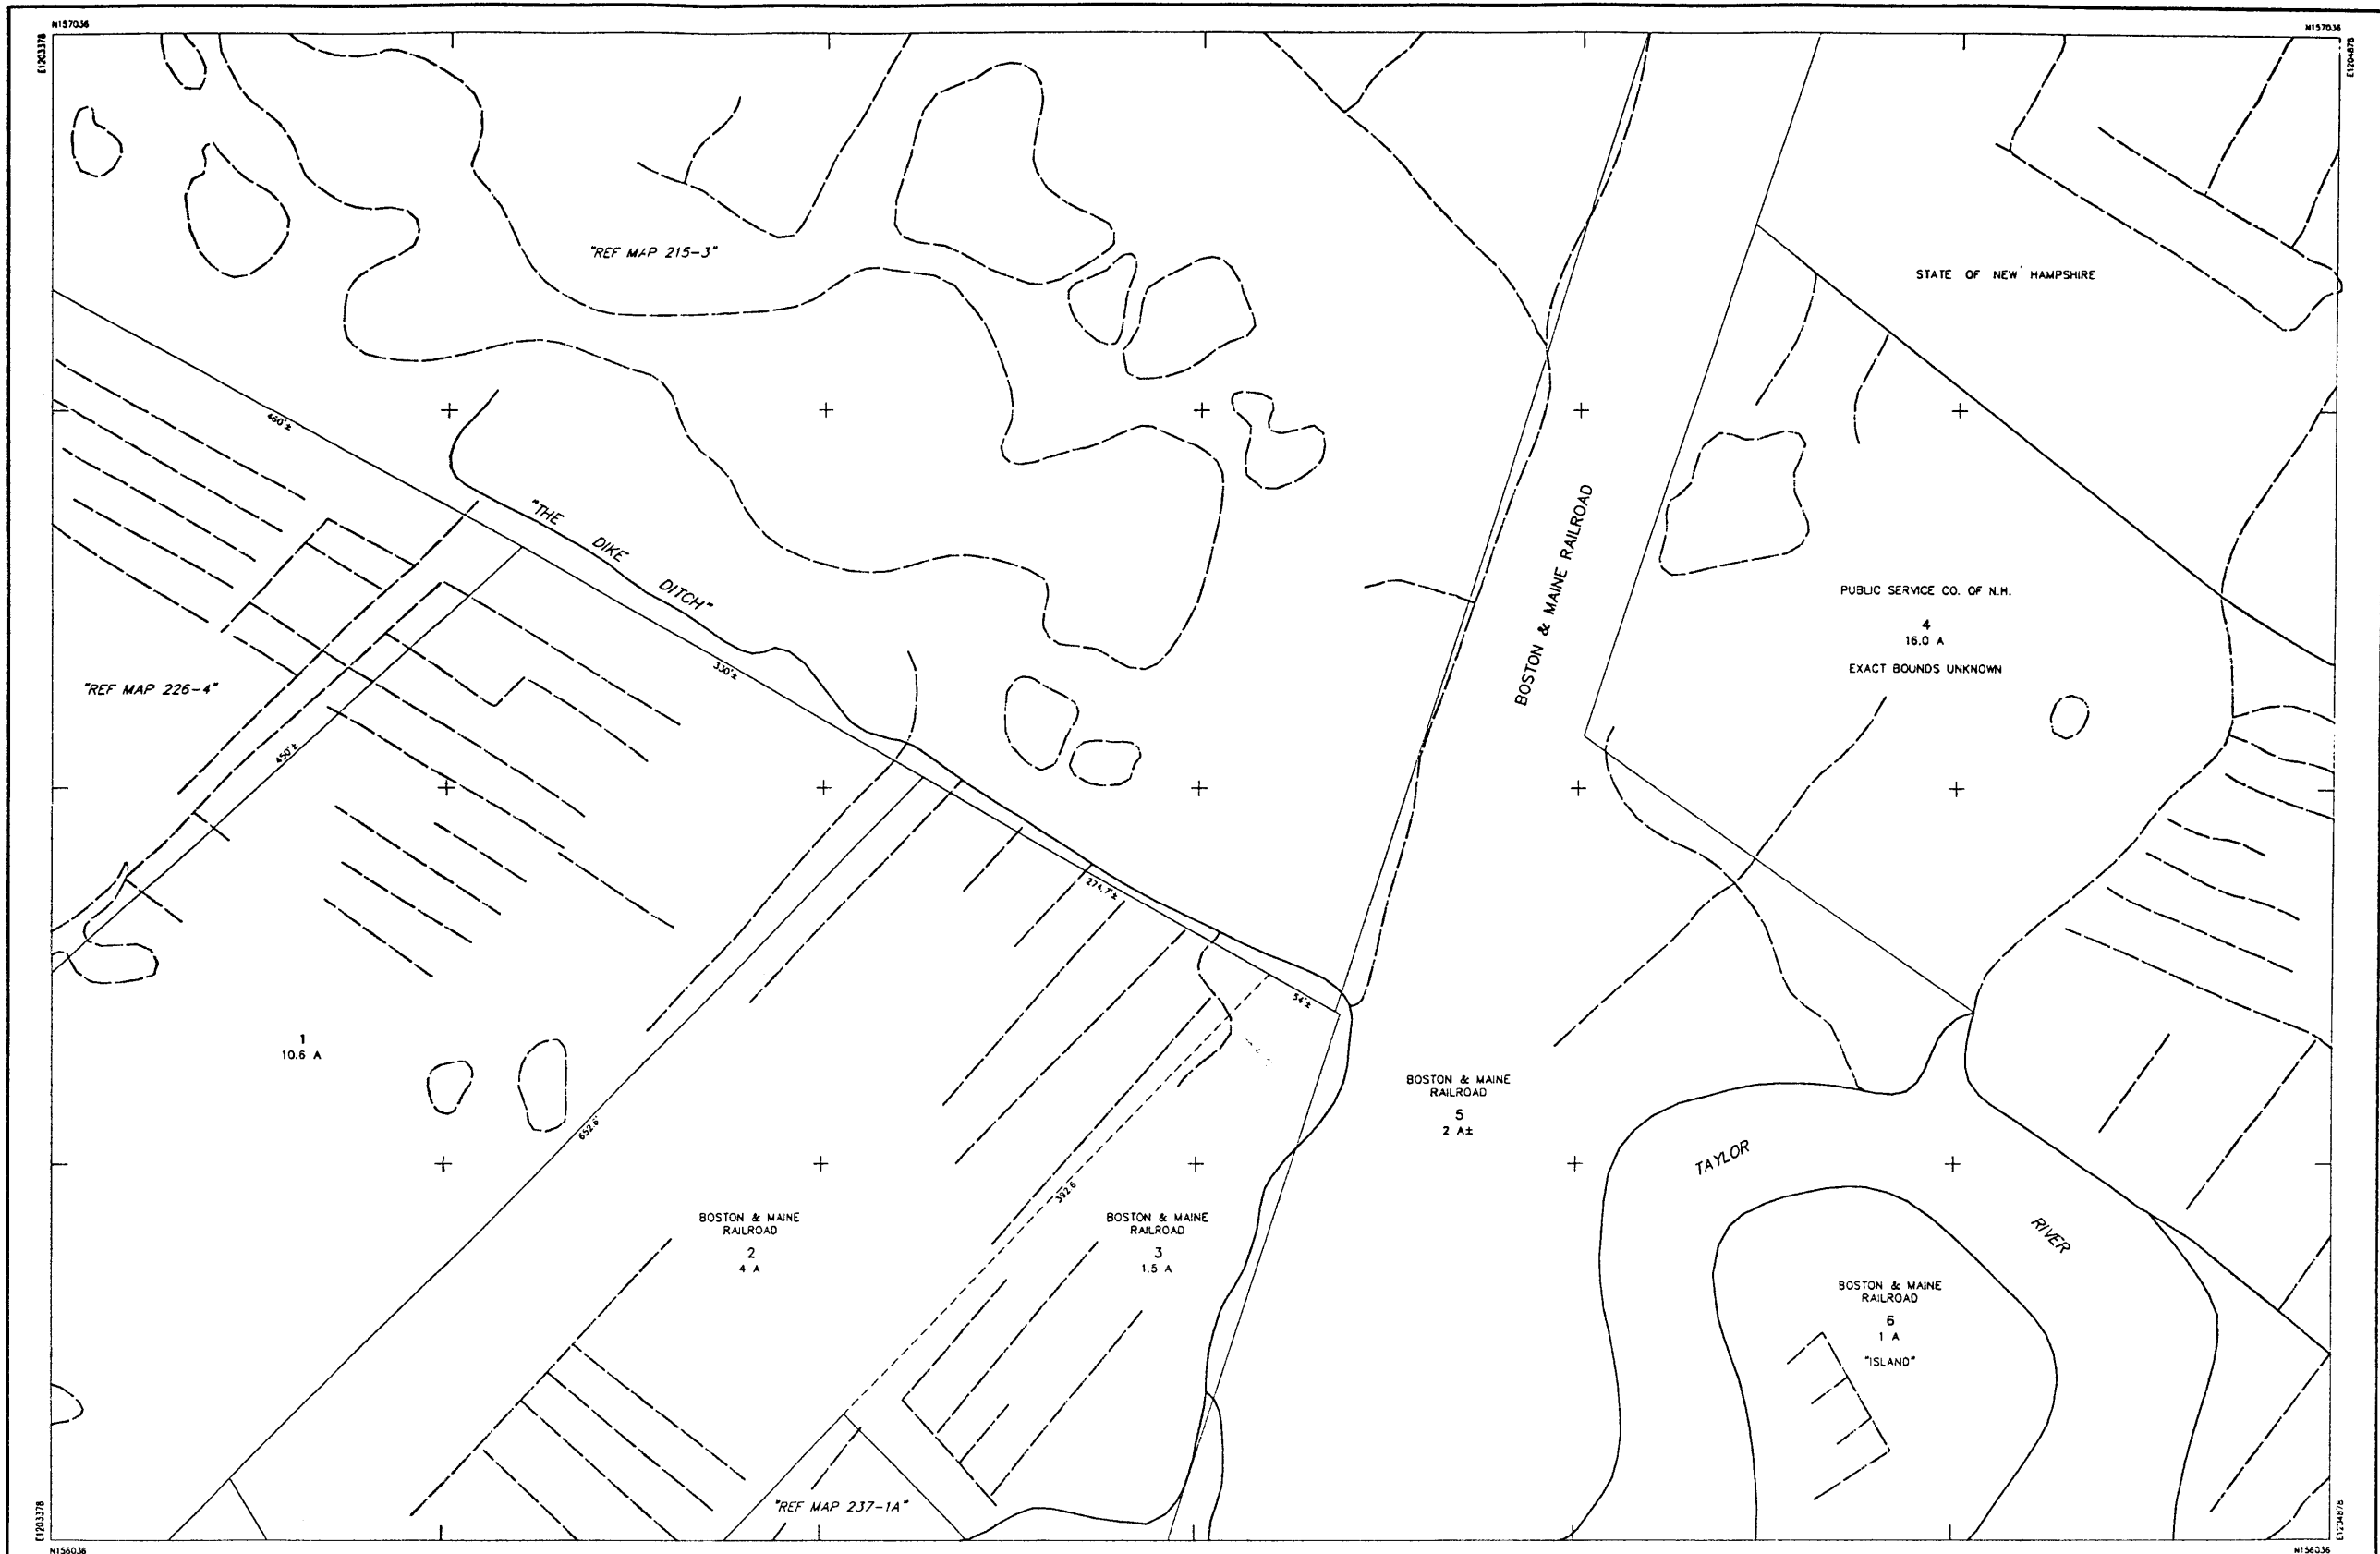 N157036
N157036
E1203378
E1204878
"REF MAP 215-3"
STATE OF NEW HAMPSHIRE
460'±
"THE DIKE DITCH"
BOSTON & MAINE RAILROAD
PUBLIC SERVICE CO. OF N.H.
4
16.0 A
EXACT BOUNDS UNKNOWN
"REF MAP 226-4"
330'±
450'±
274.7'±
54'±
1
10.6 A
BOSTON & MAINE
RAILROAD
5
2 A±
652.6'
TAYLOR RIVER
392.6
BOSTON & MAINE
RAILROAD
2
4 A
BOSTON & MAINE
RAILROAD
3
1.5 A
BOSTON & MAINE
RAILROAD
6
1 A
"ISLAND"
"REF MAP 237-1A"
E1203378
E1204878
N156036
N156036